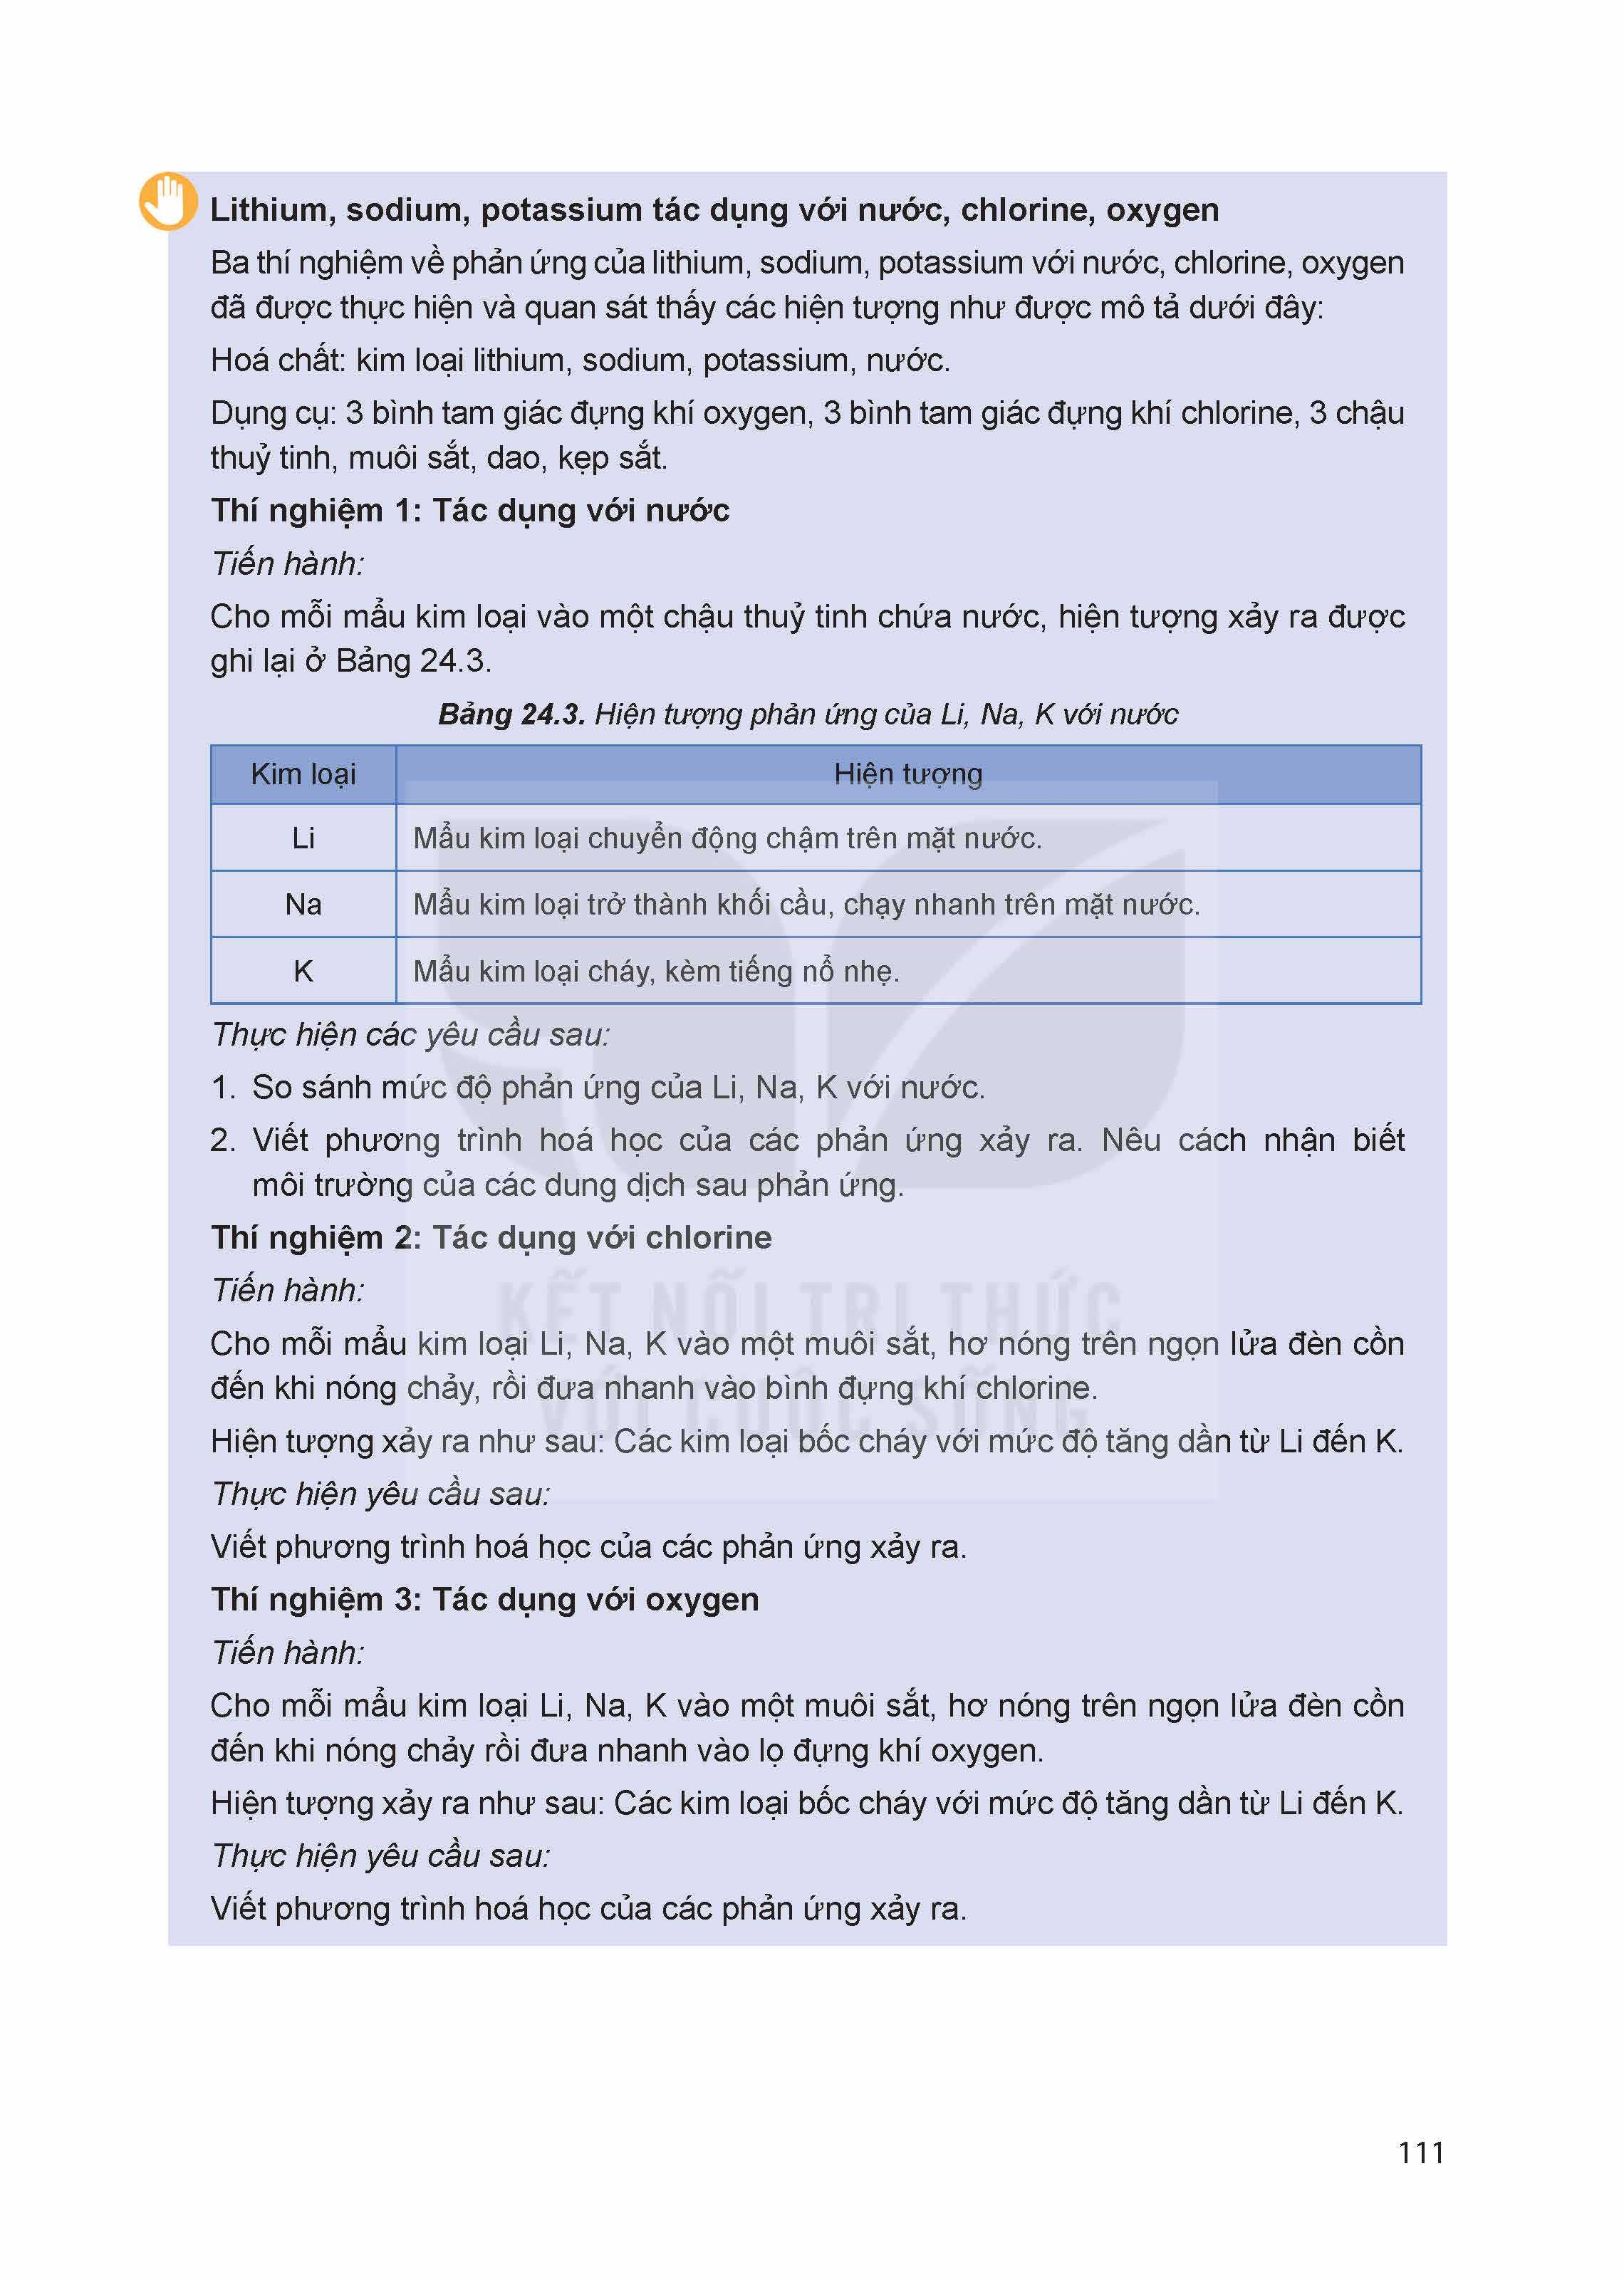 Lithium, sodium, potassium tác dụng với nước, chlorine, oxygen
Ba thí nghiệm về phản ứng của lithium, sodium, potassium với nước, chlorine, oxygen
đã được thực hiện và quan sát thấy các hiện tượng như được mô tả dưới đây:
Hoá chất: kim loại lithium, sodium, potassium, nước.
Dụng cụ: 3 bình tam giác đựng khí oxygen, 3 bình tam giác đựng khí chlorine, 3 chậu
thuỷ tinh, muôi sắt, dao, kẹp sắt.
Thí nghiệm 1: Tác dụng với nước
Tiến hành:
Cho mỗi mẩu kim loại vào một chậu thuỷ tinh chứa nước, hiện tượng xảy ra được
ghi lại ở Bảng 24.3.
Bảng 24.3. Hiện tượng phản ứng của Li, Na, K với nước
Kim loại Hiện tượng
Li Mẩu kim loại chuyển động chậm trên mặt nước.
Na Mẩu kim loại trở thành khối cầu, chạy nhanh trên mặt nước.
K Mẩu kim loại cháy, kèm tiếng nổ nhẹ.
Thực hiện các yêu cầu sau:
1. So sánh mức độ phản ứng của Li, Na, K với nước.
2. Viết phương trình hoá học của các phản ứng xảy ra. Nêu cách nhận biết
môi trường của các dung dịch sau phản ứng.
Thí nghiệm 2: Tác dụng với chlorine
Tiến hành:
KẾT NỐI TRI THỨC
Cho mỗi mẩu kim loại Li, Na, K vào một muôi sắt, hơ nóng trên ngọn lửa đèn cồn
đến khi nóng chảy, rồi đưa nhanh vào bình đựng khí chlorine.
VỚI CUỘC SỐNG
Hiện tượng xảy ra như sau: Các kim loại bốc cháy với mức độ tăng dần từ Li đến K.
Thực hiện yêu cầu sau:
Viết phương trình hoá học của các phản ứng xảy ra.
Thí nghiệm 3: Tác dụng với oxygen
Tiến hành:
Cho mỗi mẩu kim loại Li, Na, K vào một muôi sắt, hơ nóng trên ngọn lửa đèn cồn
đến khi nóng chảy rồi đưa nhanh vào lọ đựng khí oxygen.
Hiện tượng xảy ra như sau: Các kim loại bốc cháy với mức độ tăng dần từ Li đến K.
Thực hiện yêu cầu sau:
Viết phương trình hoá học của các phản ứng xảy ra.
111